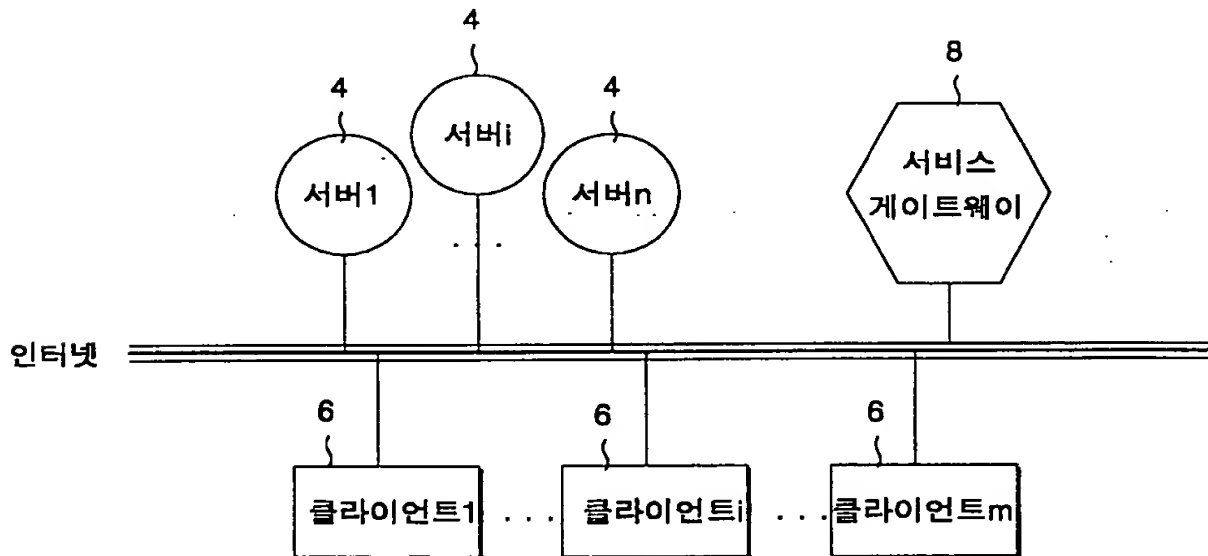 4
4
4
8
서버1
서버i
서버n
서비스
게이트웨이
. . . .
인터넷
6
6
6
클라이언트1
. . .
클라이언트i
. . .
클라이언트m